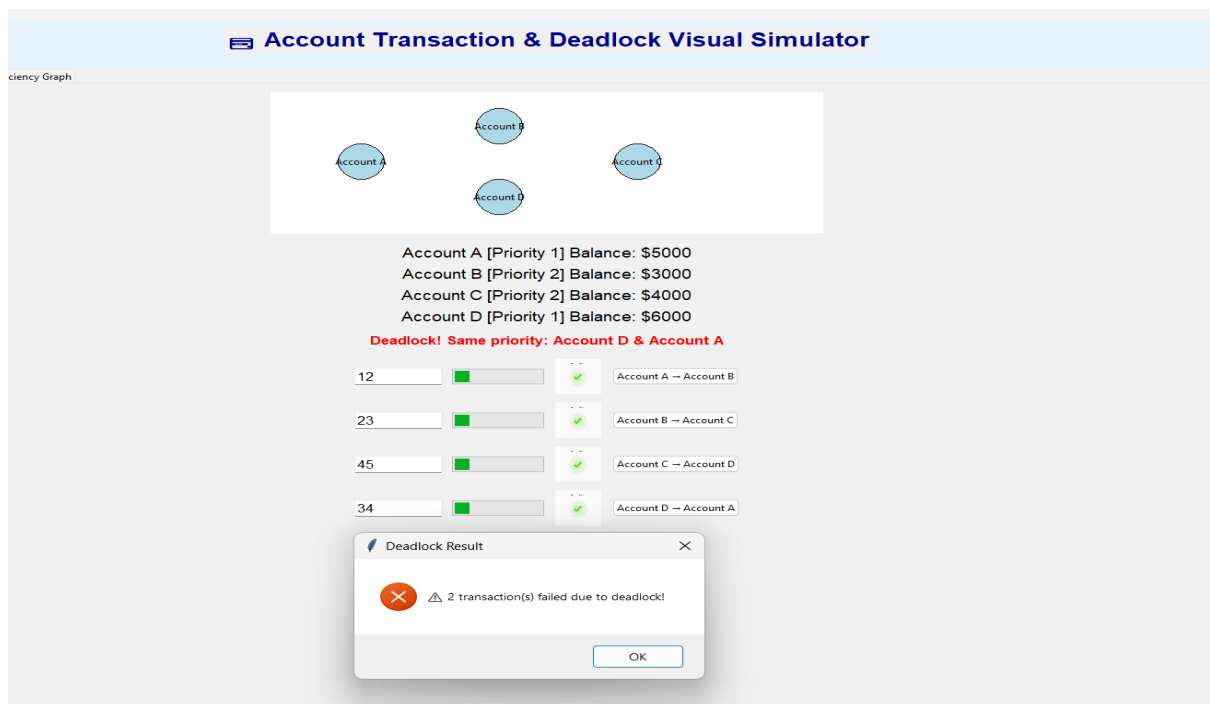 Account Transaction & Deadlock Visual Simulator
ciency Graph
Account B
Account A
Account C
Account D
Account A [Priority 1] Balance: $5000
Account B [Priority 2] Balance: $3000
Account C [Priority 2] Balance: $4000
Account D [Priority 1] Balance: $6000
Deadlock! Same priority: Account D & Account A
12 Account A → Account B
23 Account B → Account C
45 Account C → Account D
34 Account D → Account A
Deadlock Result
⚠ 2 transaction(s) failed due to deadlock!
OK